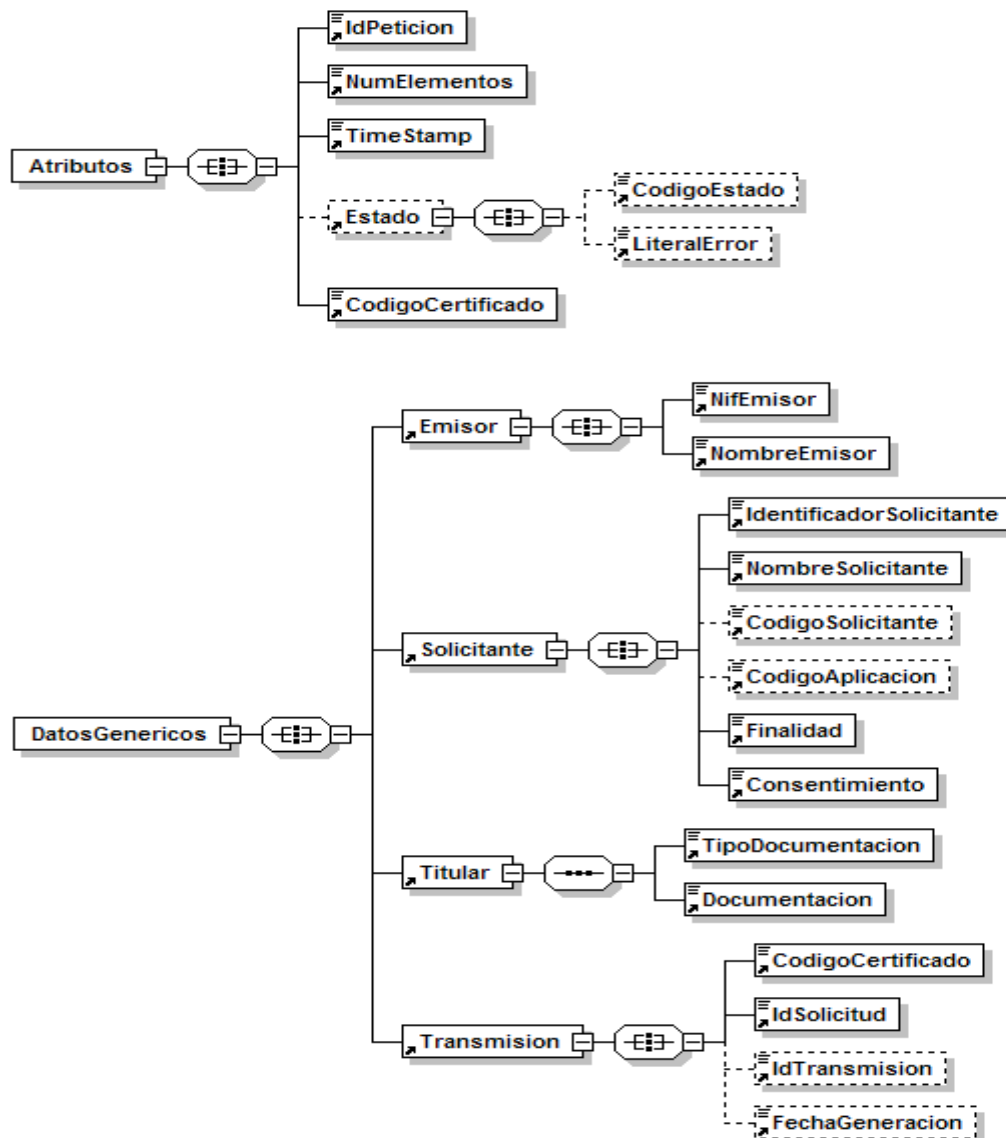 IdPeticion
NumElementos
TimeStamp
Atributos
Estado
CodigoEstado
LiteralError
CodigoCertificado
DatosGenericos
Emisor
NifEmisor
NombreEmisor
Solicitante
IdentificadorSolicitante
NombreSolicitante
CodigoSolicitante
CodigoAplicacion
Finalidad
Consentimiento
Titular
TipoDocumentacion
Documentacion
Transmision
CodigoCertificado
IdSolicitud
IdTransmision
FechaGeneracion